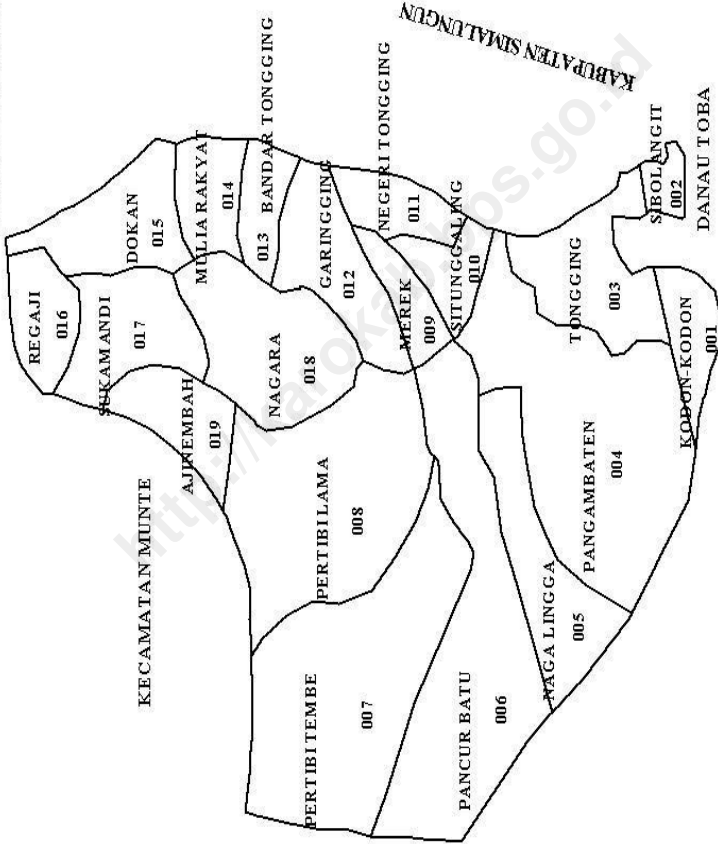 KABUPATEN SIMALUNGUN
REGAJI
016
SUKAMANDI
017
DOKAN
015
MULIA RAKYAT
014
BANDAR TONGGING
013
AJINEMBAH
019
NAGARA
018
GARINGGING
012
NEGERI TONGGING
011
MEREK
009
SITUNGGALING
010
SIBOLANGIT
002
DANAU TOBA
TONGGING
003
KODON-KODON
001
KECAMATAN MUNTE
PERTIBI LAMA
008
PANGAMBATEN
004
NAGA LINGGA
005
PERTIBI TEMBE
007
PANCUR BATU
006
http://karokab.bps.go.id